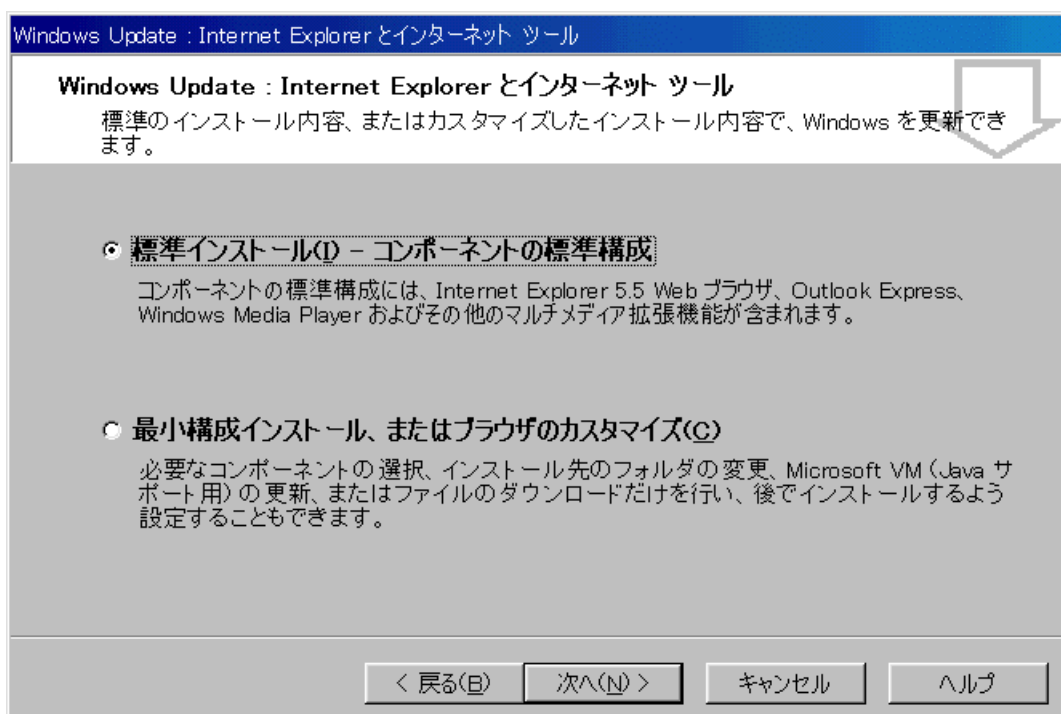 Windows Update : Internet Explorer とインターネット ツール
Windows Update : Internet Explorer とインターネット ツール
標準のインストール内容、またはカスタマイズしたインストール内容で、Windows を更新でき
ます。
標準インストール(I) - コンポーネントの標準構成
コンポーネントの標準構成には、Internet Explorer 5.5 Web ブラウザ、Outlook Express、
Windows Media Player およびその他のマルチメディア拡張機能が含まれます。
最小構成インストール、またはブラウザのカスタマイズ(C)
必要なコンポーネントの選択、インストール先のフォルダの変更、Microsoft VM (Java サ
ポート用) の更新、またはファイルのダウンロードだけを行い、後でインストールするよう
設定することもできます。
< 戻る(B) 次へ(N) > キャンセル ヘルプ